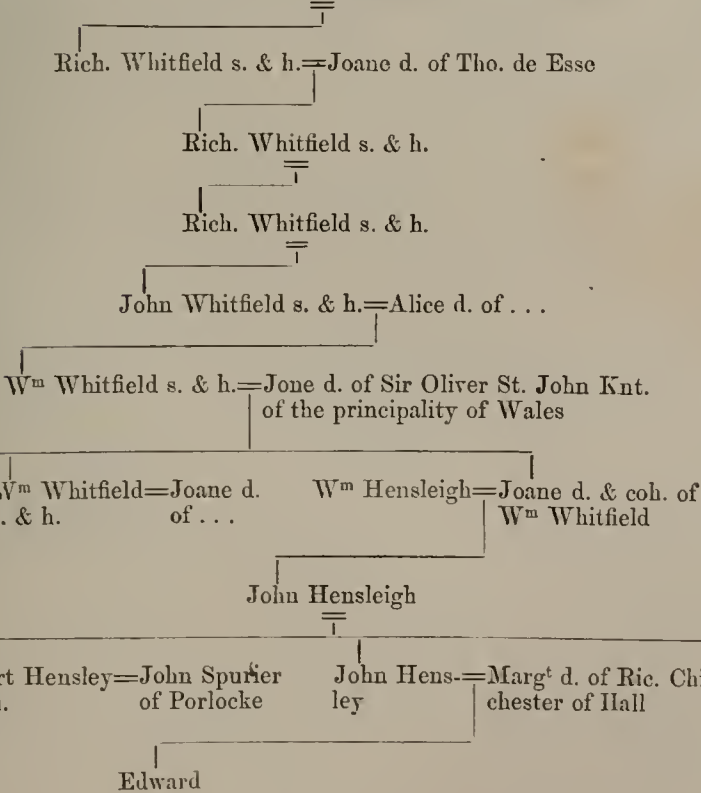 Rich. Whitfield s. & h.=Joane d. of Tho. de Esse
Rich. Whitfield s. & h.
Rich. Whitfield s. & h.
John Whitfield s. & h.=Alice d. of . . .
Wᵐ Whitfield s. & h.=Jone d. of Sir Oliver St. John Knt.
of the principality of Wales
Whitfield=Joane d. Wᵐ Hensleigh=Joane d. & coh. of
. & h. of . . . Wᵐ Whitfield
John Hensleigh
rt Hensley=John Spurier John Hens-=Margᵗ d. of Ric. Chi
of Porlocke ley chester of Hall
Edward